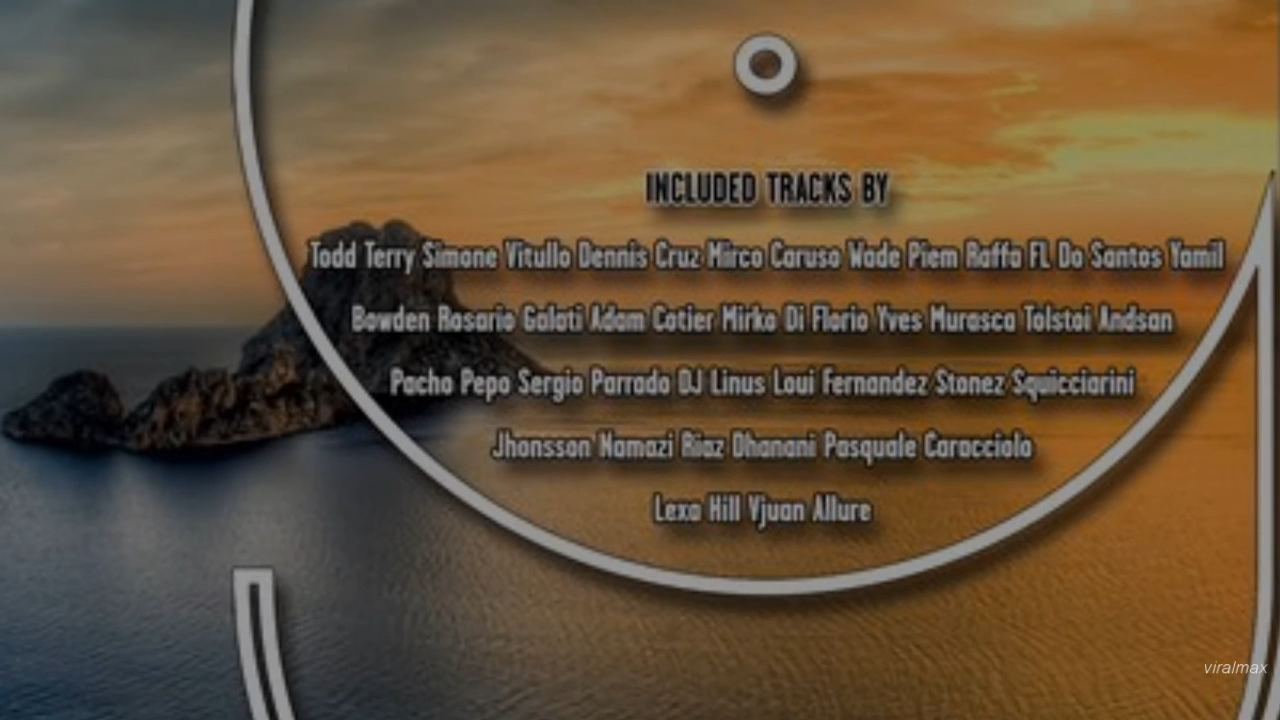 INCLUDED TRACKS BY
Todd Terry Simone Vitullo Dennis Cruz Mirco Caruso Wade Piem Raffa FL Do Santos Yamil
Bowden Rosario Galati Adam Cotier Mirko Di Florio Yves Murasca Tolstoi Andsan
Pacho Pepo Sergio Parrado DJ Linus Loui Fernandez Stonez Squicciarini
Jhonsson Namazi Riaz Dhanani Pasquale Caracciolo
Lexa Hill Vjuan Allure
viralmax